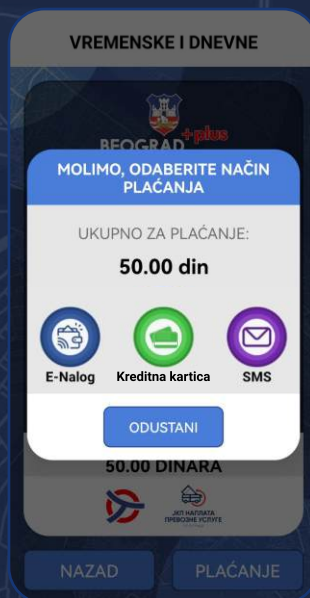 VREMENSKE I DNEVNE
BEOGRAD +plus
MOLIMO, ODABERITE NAČIN
PLAĆANJA
UKUPNO ZA PLAĆANJE:
50.00 din
E-Nalog
Kreditna kartica
SMS
ODUSTANI
50.00 DINARA
ЈКП НАПЛАТА
ПРЕВОЗНЕ УСЛУГЕ
NAZAD
PLAĆANJE